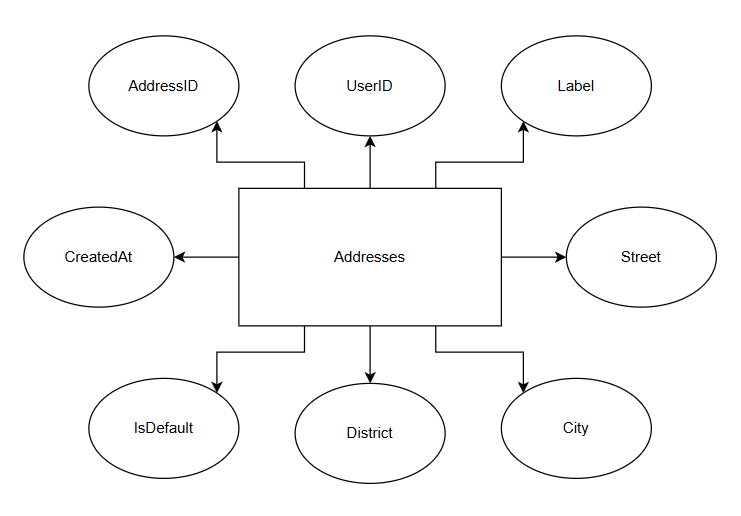 AddressID
UserID
Label
CreatedAt
Addresses
Street
IsDefault
District
City